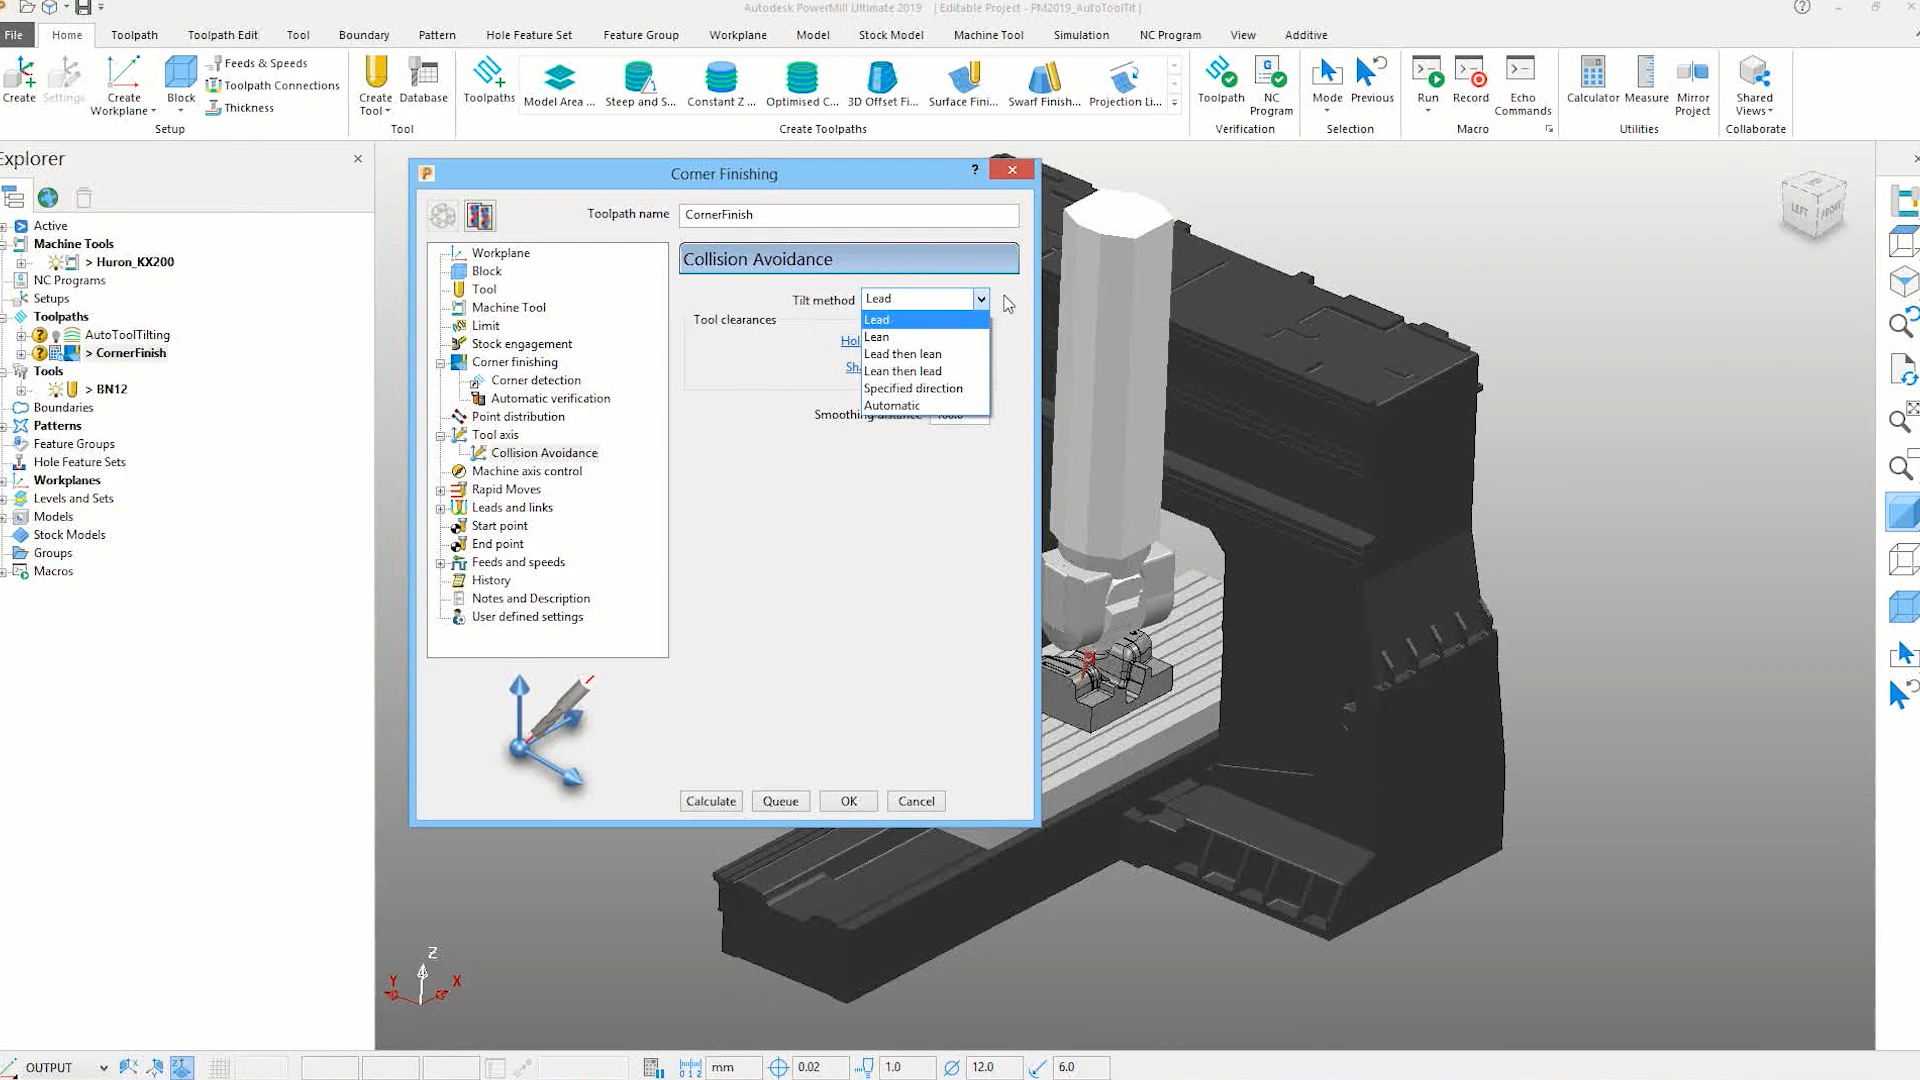 Autodesk PowerMill Ultimate 2019 [ Editable Project - PM2019_AutoToolTit ]
File Home Toolpath Toolpath Edit Tool Boundary Pattern Hole Feature Set Feature Group Workplane Model Stock Model Machine Tool Simulation NC Program View Additive
Create
Settings
Create
Workplane
Block
Feeds & Speeds
Toolpath Connections
Thickness
Setup
Create
Tool
Database
Tool
Toolpaths
Model Area ...
Steep and S...
Constant Z ...
Optimised C...
3D Offset Fi...
Surface Fini...
Swarf Finish...
Projection Li...
Create Toolpaths
Toolpath
NC
Program
Verification
Mode
Previous
Selection
Run
Record
Echo
Commands
Macro
Calculator
Measure
Mirror
Project
Utilities
Shared
Views
Collaborate
Explorer
Active
Machine Tools
> Huron_KX200
NC Programs
Setups
Toolpaths
AutoToolTilting
> CornerFinish
Tools
> BN12
Boundaries
Patterns
Feature Groups
Hole Feature Sets
Workplanes
Levels and Sets
Models
Stock Models
Groups
Macros
Corner Finishing
?
Toolpath name CornerFinish
Workplane
Block
Tool
Machine Tool
Limit
Stock engagement
Corner finishing
Corner detection
Automatic verification
Point distribution
Tool axis
Collision Avoidance
Machine axis control
Rapid Moves
Leads and links
Start point
End point
Feeds and speeds
History
Notes and Description
User defined settings
Collision Avoidance
Tilt method Lead
Tool clearances
Lead
Lean
Lead then lean
Lean then lead
Specified direction
Automatic
Hol
Sh
Smoothing distance
Calculate Queue OK Cancel
LEFT FRONT
Z
Y
X
OUTPUT mm 0.02 1.0 12.0 6.0